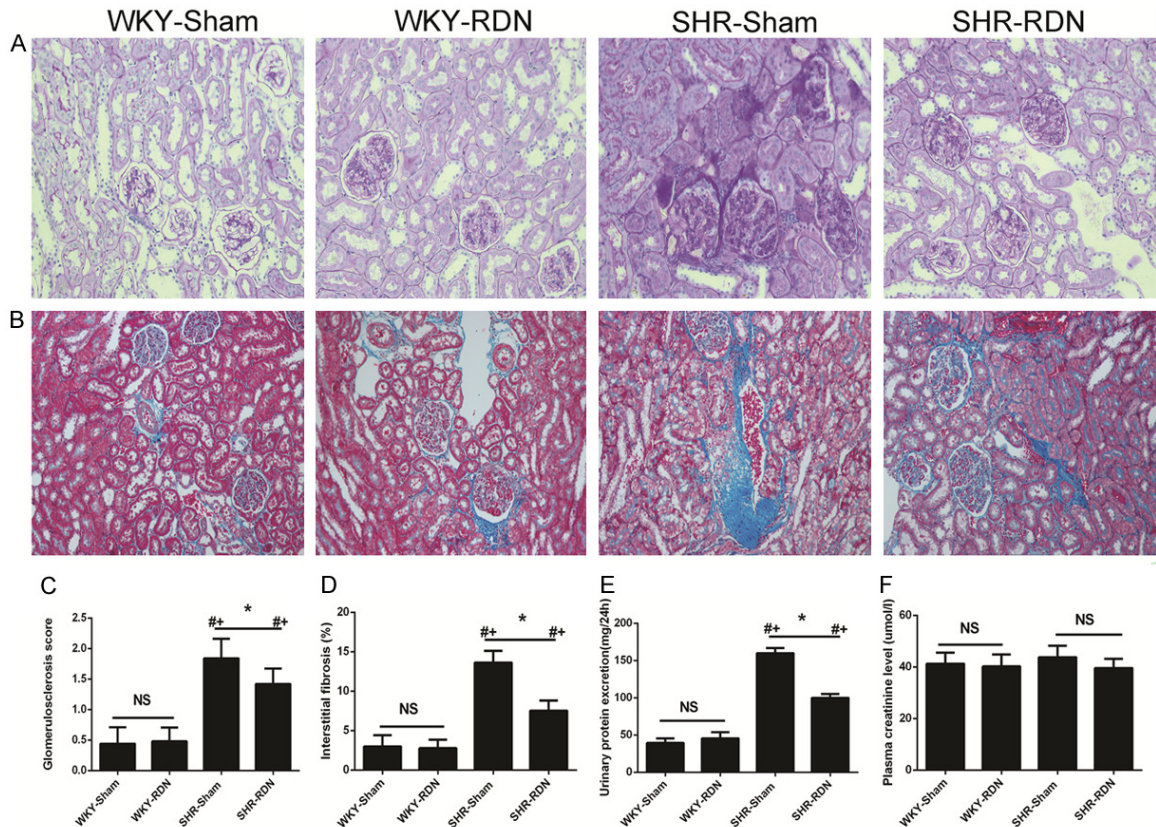 WKY-Sham WKY-RDN SHR-Sham SHR-RDN
A
B
C
Glomerulosclerosis score
2.5
2.0
1.5
1.0
0.5
0.0
NS
#+
*
#+
WKY-Sham
WKY-RDN
SHR-Sham
SHR-RDN
D
Interstitial fibrosis (%)
20
15
10
5
0
NS
#+
*
#+
WKY-Sham
WKY-RDN
SHR-Sham
SHR-RDN
E
Urinary protein excretion(mg/24h)
200
150
100
50
0
NS
#+
*
#+
WKY-Sham
WKY-RDN
SHR-Sham
SHR-RDN
F
Plasma creatinine level (umol/l)
60
40
20
0
NS
NS
WKY-Sham
WKY-RDN
SHR-Sham
SHR-RDN